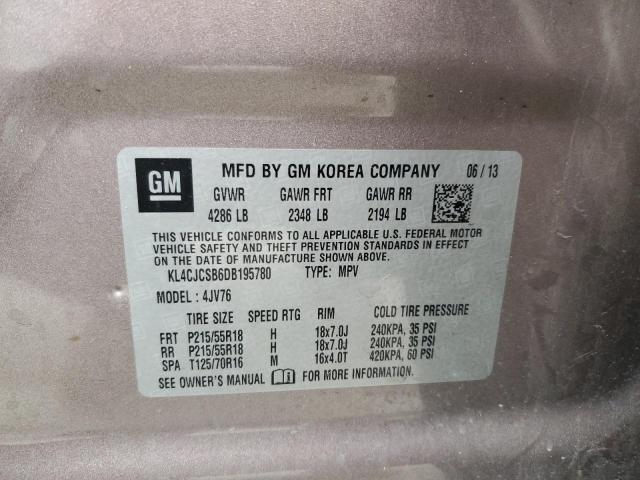 GM
MFD BY GM KOREA COMPANY 06 / 13
GVWR GAWR FRT GAWR RR
4286 LB 2348 LB 2194 LB
THIS VEHICLE CONFORMS TO ALL APPLICABLE U.S. FEDERAL MOTOR
VEHICLE SAFETY AND THEFT PREVENTION STANDARDS IN EFFECT
ON THE DATE OF MANUFACTURE SHOWN ABOVE.
KL4CJCSB6DB195780 TYPE: MPV
MODEL : 4JV76
TIRE SIZE SPEED RTG RIM COLD TIRE PRESSURE
FRT P215/55R18 H 18x7.0J 240KPA, 35 PSI
RR P215/55R18 H 18x7.0J 240KPA, 35 PSI
SPA T125/70R16 M 16x4.0T 420KPA, 60 PSI
SEE OWNER'S MANUAL FOR MORE INFORMATION.